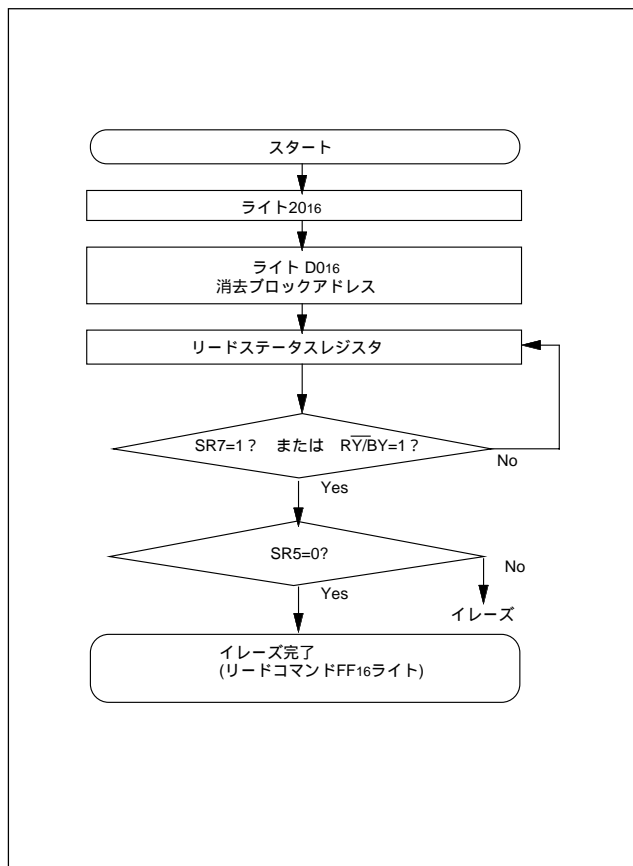 スタート
ライト2016
ライト D016
消去ブロックアドレス
リードステータスレジスタ
SR7=1 ? または RY/BY=1 ?
No
Yes
SR5=0?
No
Yes
イレーズ
イレーズ完了
(リードコマンドFF16ライト)